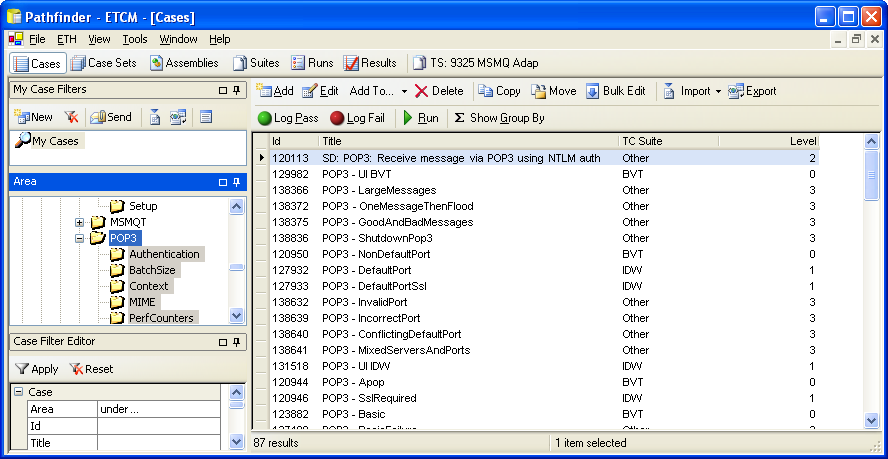 Pathfinder - ETCM - [Cases]
File ETH View Tools Window Help
Cases Case Sets Assemblies Suites Runs Results TS: 9325 MSMQ Adap
My Case Filters
New Send
My Cases
Area
Setup
MSMQT
POP3
Authentication
BatchSize
Context
MIME
PerfCounters
Case Filter Editor
Apply Reset
Case
Area under ...
Id
Title
Add Edit Add To... Delete Copy Move Bulk Edit Import Export
Log Pass Log Fail Run Σ Show Group By
Id Title TC Suite Level
120113 SD: POP3: Receive message via POP3 using NTLM auth Other 2
129982 POP3 - UI BVT BVT 0
138366 POP3 - LargeMessages Other 3
138372 POP3 - OneMessageThenFlood Other 3
138375 POP3 - GoodAndBadMessages Other 3
138836 POP3 - ShutdownPop3 Other 3
120950 POP3 - NonDefaultPort BVT 0
127932 POP3 - DefaultPort IDW 1
127933 POP3 - DefaultPortSsl IDW 1
138632 POP3 - InvalidPort Other 3
138639 POP3 - IncorrectPort Other 3
138640 POP3 - ConflictingDefaultPort Other 3
138641 POP3 - MixedServersAndPorts Other 3
131518 POP3 - UI IDW IDW 1
120944 POP3 - Apop BVT 0
120946 POP3 - SslRequired IDW 1
123882 POP3 - Basic BVT 0
POP3 - BasicFailure Other 3
87 results 1 item selected